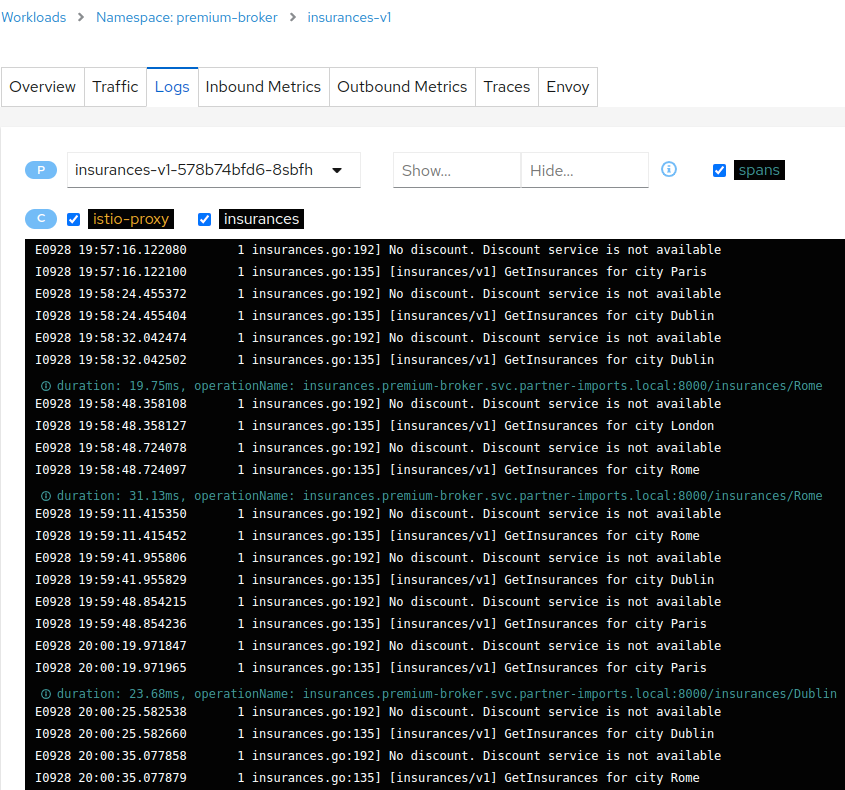 Workloads > Namespace: premium-broker > insurances-v1
Overview Traffic Logs Inbound Metrics Outbound Metrics Traces Envoy
P insurances-v1-578b74bfd6-8sbfh Show... Hide... spans
C istio-proxy insurances
E0928 19:57:16.122080 1 insurances.go:192] No discount. Discount service is not available
I0928 19:57:16.122100 1 insurances.go:135] [insurances/v1] GetInsurances for city Paris
E0928 19:58:24.455372 1 insurances.go:192] No discount. Discount service is not available
I0928 19:58:24.455404 1 insurances.go:135] [insurances/v1] GetInsurances for city Dublin
E0928 19:58:32.042474 1 insurances.go:192] No discount. Discount service is not available
I0928 19:58:32.042502 1 insurances.go:135] [insurances/v1] GetInsurances for city Dublin
duration: 19.75ms, operationName: insurances.premium-broker.svc.partner-imports.local:8000/insurances/Rome
E0928 19:58:48.358108 1 insurances.go:192] No discount. Discount service is not available
I0928 19:58:48.358127 1 insurances.go:135] [insurances/v1] GetInsurances for city London
E0928 19:58:48.724078 1 insurances.go:192] No discount. Discount service is not available
I0928 19:58:48.724097 1 insurances.go:135] [insurances/v1] GetInsurances for city Rome
duration: 31.13ms, operationName: insurances.premium-broker.svc.partner-imports.local:8000/insurances/Rome
E0928 19:59:11.415350 1 insurances.go:192] No discount. Discount service is not available
I0928 19:59:11.415452 1 insurances.go:135] [insurances/v1] GetInsurances for city Rome
E0928 19:59:41.955806 1 insurances.go:192] No discount. Discount service is not available
I0928 19:59:41.955829 1 insurances.go:135] [insurances/v1] GetInsurances for city Dublin
E0928 19:59:48.854215 1 insurances.go:192] No discount. Discount service is not available
I0928 19:59:48.854236 1 insurances.go:135] [insurances/v1] GetInsurances for city Paris
E0928 20:00:19.971847 1 insurances.go:192] No discount. Discount service is not available
I0928 20:00:19.971965 1 insurances.go:135] [insurances/v1] GetInsurances for city Paris
duration: 23.68ms, operationName: insurances.premium-broker.svc.partner-imports.local:8000/insurances/Dublin
E0928 20:00:25.582538 1 insurances.go:192] No discount. Discount service is not available
I0928 20:00:25.582660 1 insurances.go:135] [insurances/v1] GetInsurances for city Dublin
E0928 20:00:35.077858 1 insurances.go:192] No discount. Discount service is not available
I0928 20:00:35.077879 1 insurances.go:135] [insurances/v1] GetInsurances for city Rome